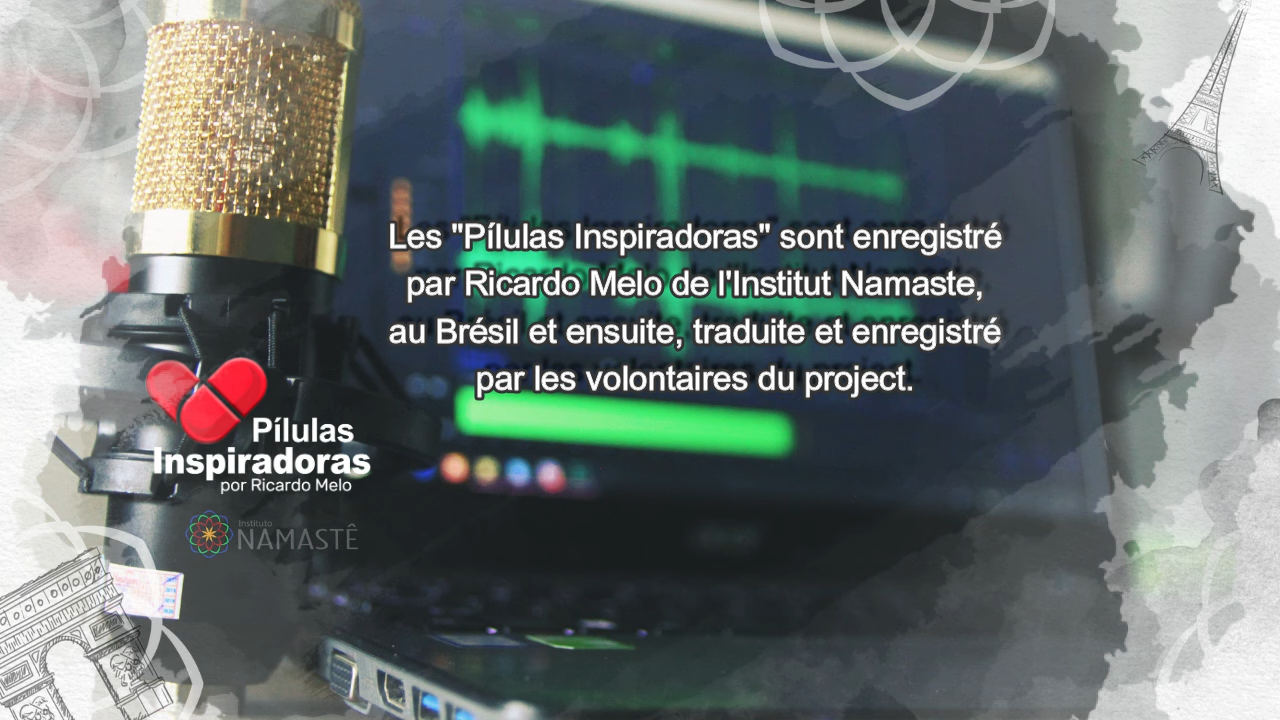 Les "Pílulas Inspiradoras" sont enregistré
par Ricardo Melo de l'Institut Namaste,
au Brésil et ensuite, traduite et enregistré
par les volontaires du project.
Pílulas
Inspiradoras
por Ricardo Melo
Instituto
NAMASTÊ